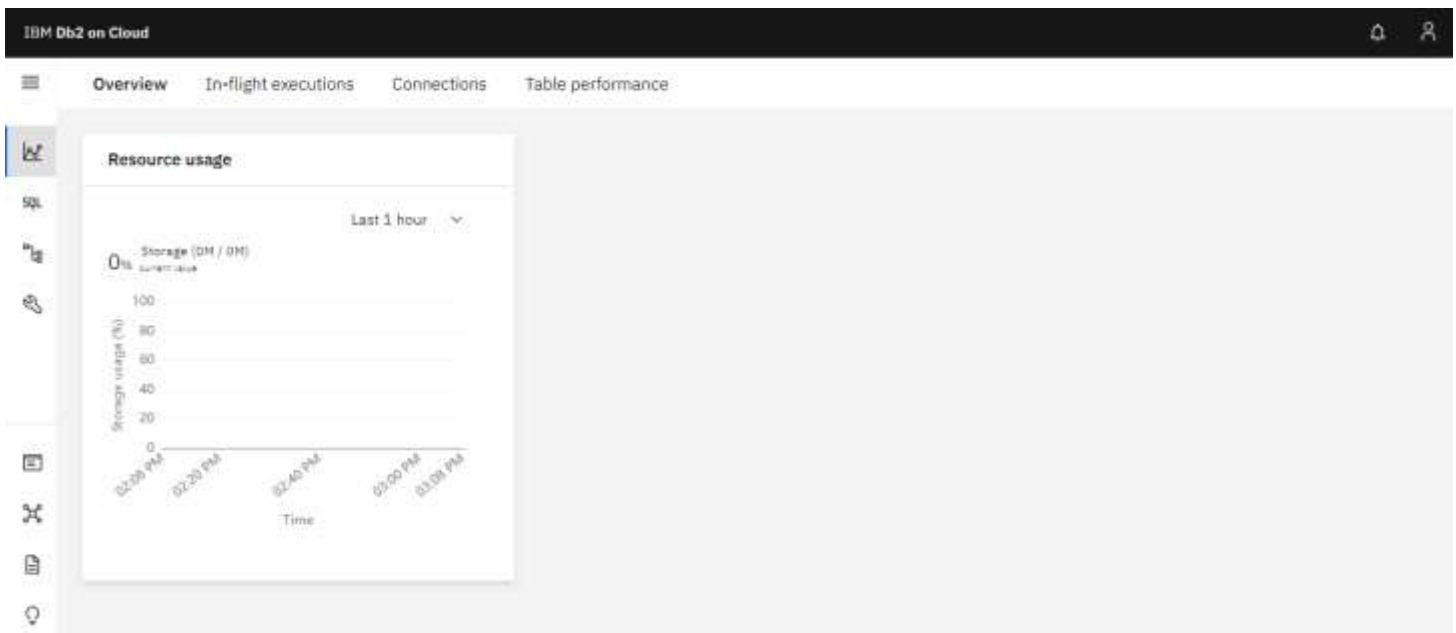 IBM Db2 on Cloud
Overview In-flight executions Connections Table performance
Resource usage
SQL
Last 1 hour
0% Storage (0M / 0M)
current value
100
80
60
40
20
0
Storage usage (%)
02:08 PM 02:20 PM 02:40 PM 03:00 PM 03:08 PM
Time